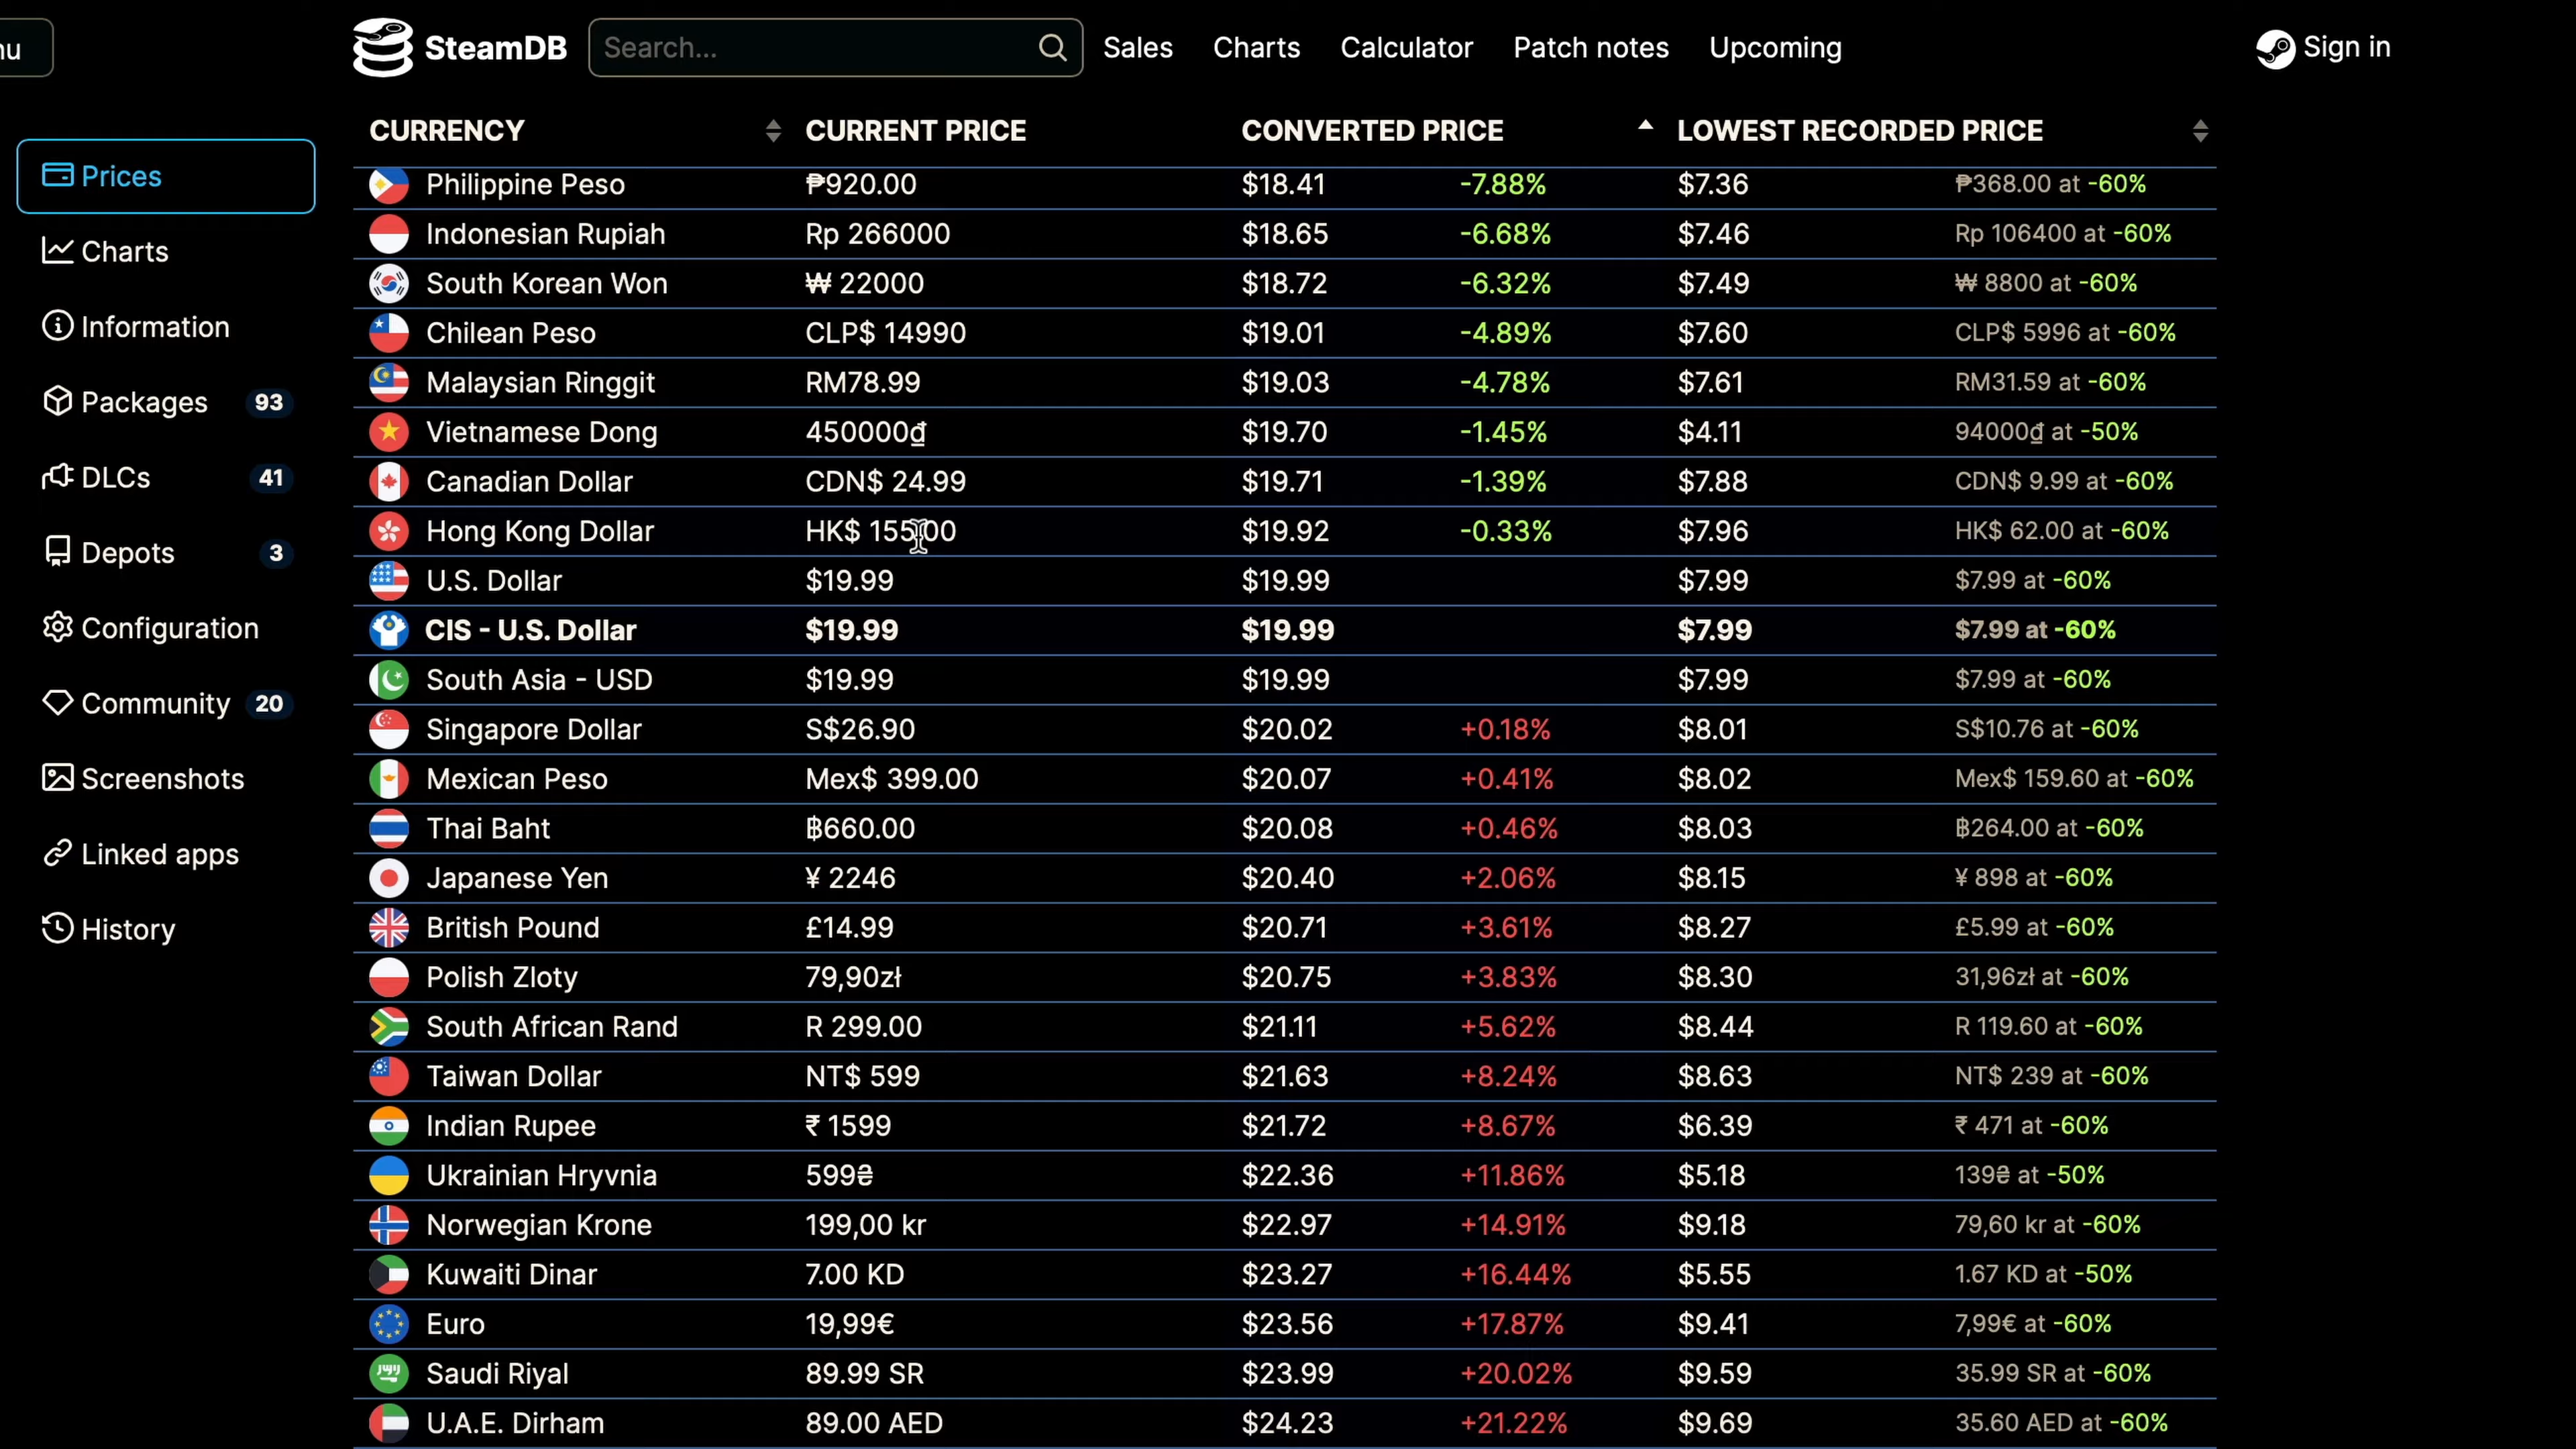 nu
SteamDB Search... Sales Charts Calculator Patch notes Upcoming Sign in
Prices
Charts
Information
Packages 93
DLCs 41
Depots 3
Configuration
Community 20
Screenshots
Linked apps
History
CURRENCY CURRENT PRICE CONVERTED PRICE LOWEST RECORDED PRICE
Philippine Peso ₱920.00 $18.41 -7.88% $7.36 ₱368.00 at -60%
Indonesian Rupiah Rp 266000 $18.65 -6.68% $7.46 Rp 106400 at -60%
South Korean Won ₩ 22000 $18.72 -6.32% $7.49 ₩ 8800 at -60%
Chilean Peso CLP$ 14990 $19.01 -4.89% $7.60 CLP$ 5996 at -60%
Malaysian Ringgit RM78.99 $19.03 -4.78% $7.61 RM31.59 at -60%
Vietnamese Dong 450000₫ $19.70 -1.45% $4.11 94000₫ at -50%
Canadian Dollar CDN$ 24.99 $19.71 -1.39% $7.88 CDN$ 9.99 at -60%
Hong Kong Dollar HK$ 155.00 $19.92 -0.33% $7.96 HK$ 62.00 at -60%
U.S. Dollar $19.99 $19.99 $7.99 $7.99 at -60%
CIS - U.S. Dollar $19.99 $19.99 $7.99 $7.99 at -60%
South Asia - USD $19.99 $19.99 $7.99 $7.99 at -60%
Singapore Dollar S$26.90 $20.02 +0.18% $8.01 S$10.76 at -60%
Mexican Peso Mex$ 399.00 $20.07 +0.41% $8.02 Mex$ 159.60 at -60%
Thai Baht ฿660.00 $20.08 +0.46% $8.03 ฿264.00 at -60%
Japanese Yen ¥ 2246 $20.40 +2.06% $8.15 ¥ 898 at -60%
British Pound £14.99 $20.71 +3.61% $8.27 £5.99 at -60%
Polish Zloty 79,90zł $20.75 +3.83% $8.30 31,96zł at -60%
South African Rand R 299.00 $21.11 +5.62% $8.44 R 119.60 at -60%
Taiwan Dollar NT$ 599 $21.63 +8.24% $8.63 NT$ 239 at -60%
Indian Rupee ₹ 1599 $21.72 +8.67% $6.39 ₹ 471 at -60%
Ukrainian Hryvnia 599₴ $22.36 +11.86% $5.18 139₴ at -50%
Norwegian Krone 199,00 kr $22.97 +14.91% $9.18 79,60 kr at -60%
Kuwaiti Dinar 7.00 KD $23.27 +16.44% $5.55 1.67 KD at -50%
Euro 19,99€ $23.56 +17.87% $9.41 7,99€ at -60%
Saudi Riyal 89.99 SR $23.99 +20.02% $9.59 35.99 SR at -60%
U.A.E. Dirham 89.00 AED $24.23 +21.22% $9.69 35.60 AED at -60%